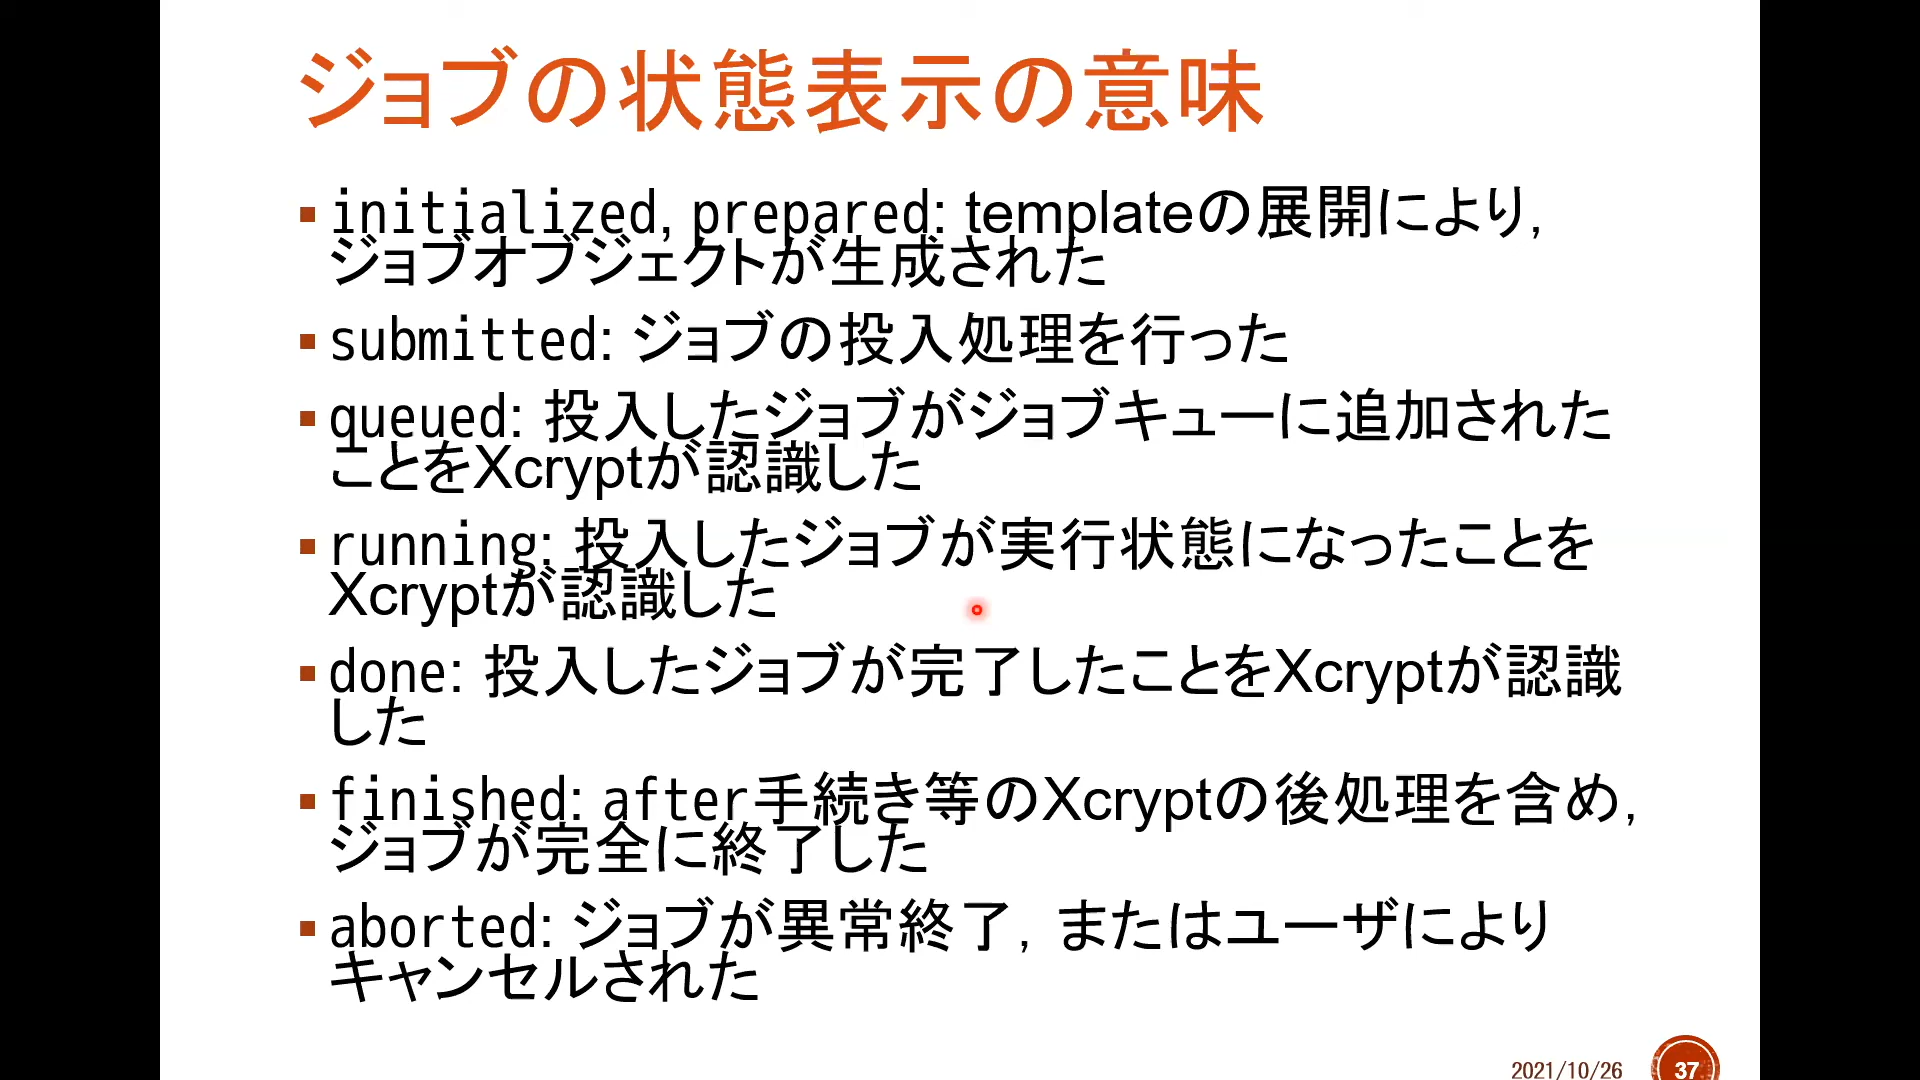 ジョブの状態表示の意味
▪ initialized, prepared: templateの展開により,
ジョブオブジェクトが生成された
▪ submitted: ジョブの投入処理を行った
▪ queued: 投入したジョブがジョブキューに追加された
ことをXcryptが認識した
▪ running: 投入したジョブが実行状態になったことを
Xcryptが認識した
▪ done: 投入したジョブが完了したことをXcryptが認識
した
▪ finished: after手続き等のXcryptの後処理を含め,
ジョブが完全に終了した
▪ aborted: ジョブが異常終了, またはユーザにより
キャンセルされた
2021/10/26
37